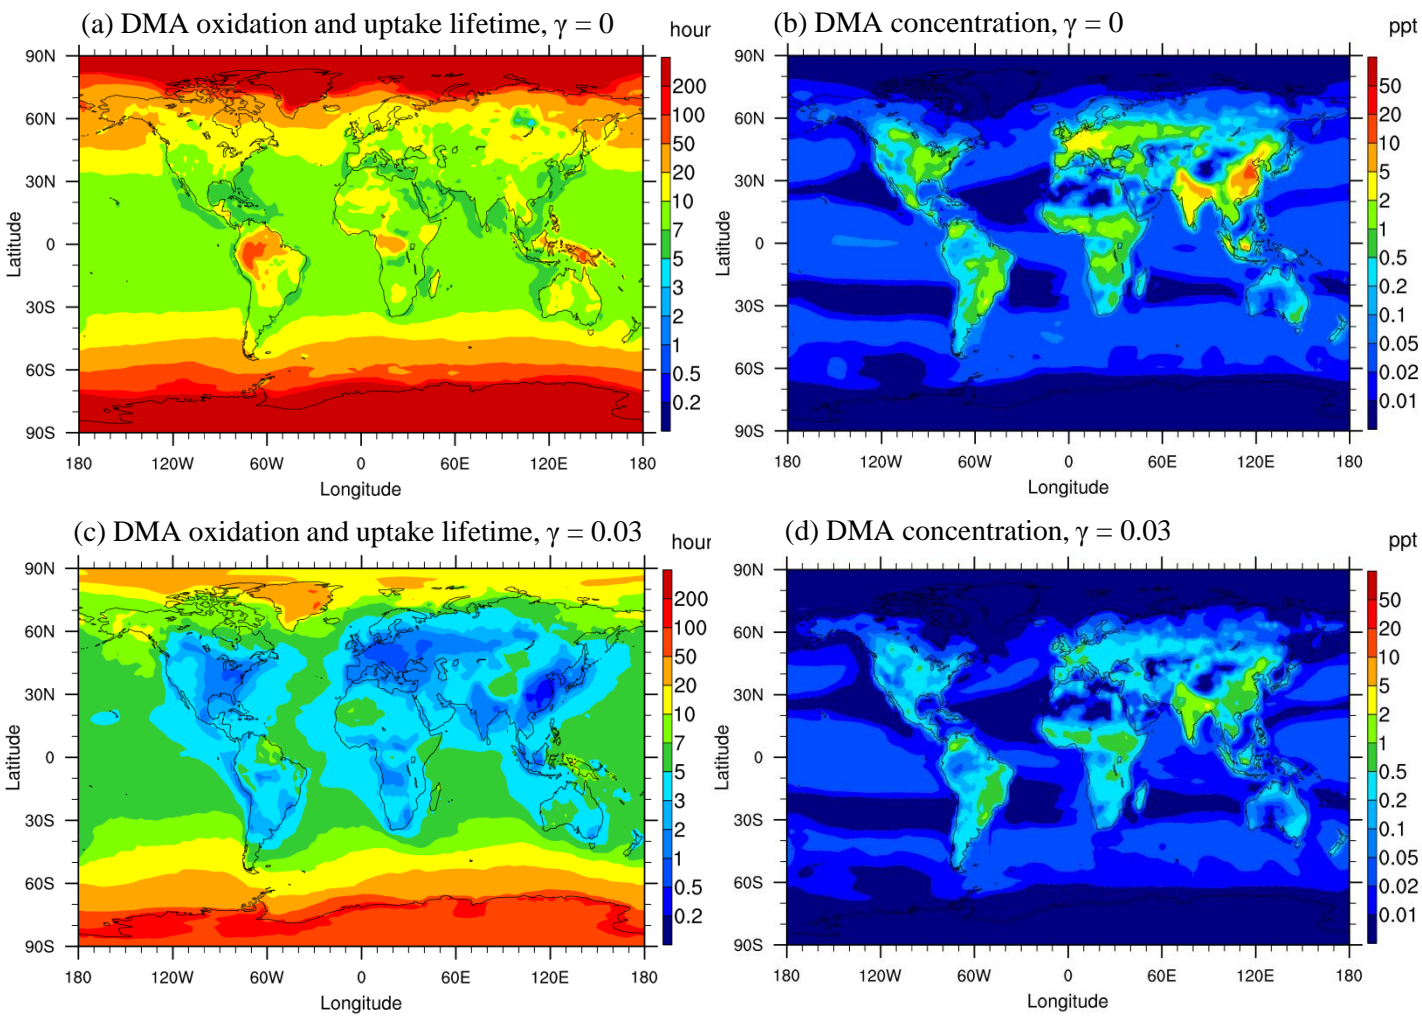 (a) DMA oxidation and uptake lifetime, γ = 0
hour
90N
60N
30N
0
30S
60S
90S
Latitude
180
120W
60W
0
60E
120E
180
Longitude
200
100
50
20
10
7
5
3
2
1
0.5
0.2
(b) DMA concentration, γ = 0
ppt
90N
60N
30N
0
30S
60S
90S
Latitude
180
120W
60W
0
60E
120E
180
Longitude
50
20
10
5
2
1
0.5
0.2
0.1
0.05
0.02
0.01
(c) DMA oxidation and uptake lifetime, γ = 0.03
hour
90N
60N
30N
0
30S
60S
90S
Latitude
180
120W
60W
0
60E
120E
180
Longitude
200
100
50
20
10
7
5
3
2
1
0.5
0.2
(d) DMA concentration, γ = 0.03
ppt
90N
60N
30N
0
30S
60S
90S
Latitude
180
120W
60W
0
60E
120E
180
Longitude
50
20
10
5
2
1
0.5
0.2
0.1
0.05
0.02
0.01